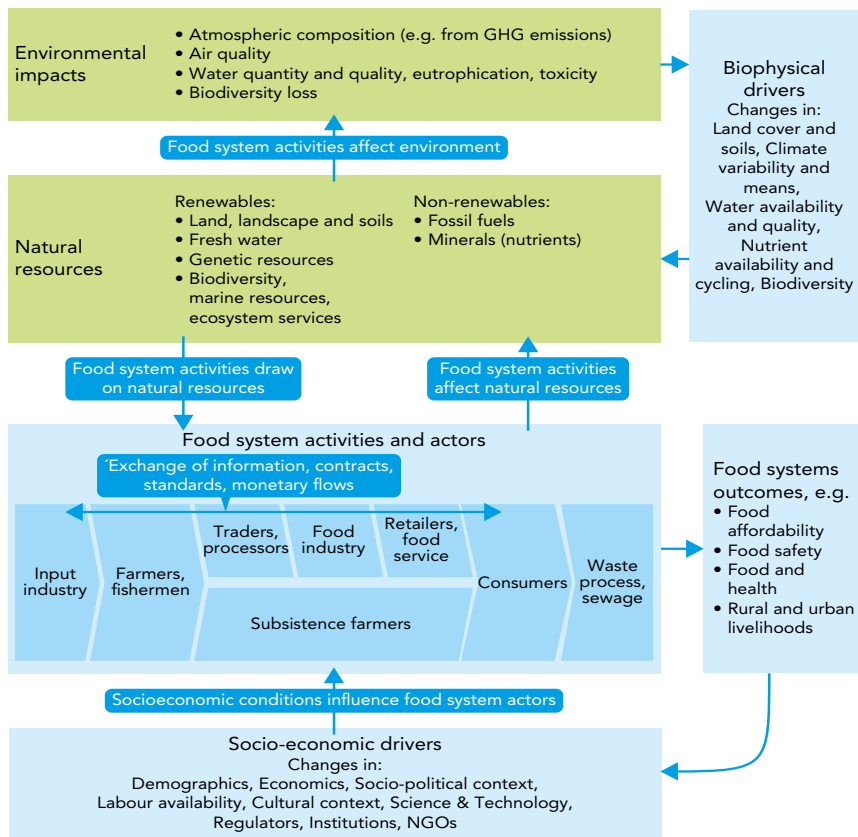 Environmental
impacts
• Atmospheric composition (e.g. from GHG emissions)
• Air quality
• Water quantity and quality, eutrophication, toxicity
• Biodiversity loss
Biophysical
drivers
Changes in:
Land cover and
soils, Climate
variability and
means,
Water availability
and quality,
Nutrient
availability and
cycling, Biodiversity
Food system activities affect environment
Natural
resources
Renewables:
• Land, landscape and soils
• Fresh water
• Genetic resources
• Biodiversity,
marine resources,
ecosystem services
Non-renewables:
• Fossil fuels
• Minerals (nutrients)
Food system activities draw
on natural resources
Food system activities
affect natural resources
Food system activities and actors
´Exchange of information, contracts,
standards, monetary flows
Input
industry
Farmers,
fishermen
Traders,
processors
Food
industry
Retailers,
food
service
Subsistence farmers
Consumers
Waste
process,
sewage
Food systems
outcomes, e.g.
• Food
affordability
• Food safety
• Food and
health
• Rural and urban
livelihoods
Socioeconomic conditions influence food system actors
Socio-economic drivers
Changes in:
Demographics, Economics, Socio-political context,
Labour availability, Cultural context, Science & Technology,
Regulators, Institutions, NGOs